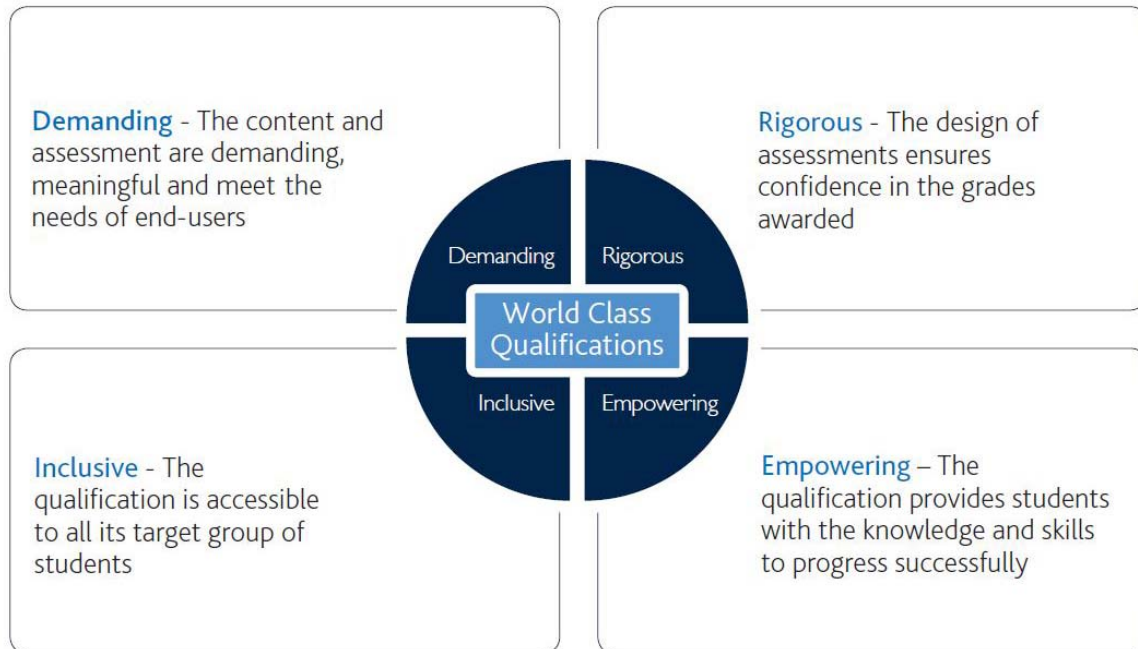 Demanding - The content and
assessment are demanding,
meaningful and meet the
needs of end-users
Rigorous - The design of
assessments ensures
confidence in the grades
awarded
Demanding
Rigorous
World Class
Qualifications
Inclusive
Empowering
Inclusive - The
qualification is accessible
to all its target group of
students
Empowering – The
qualification provides students
with the knowledge and skills
to progress successfully